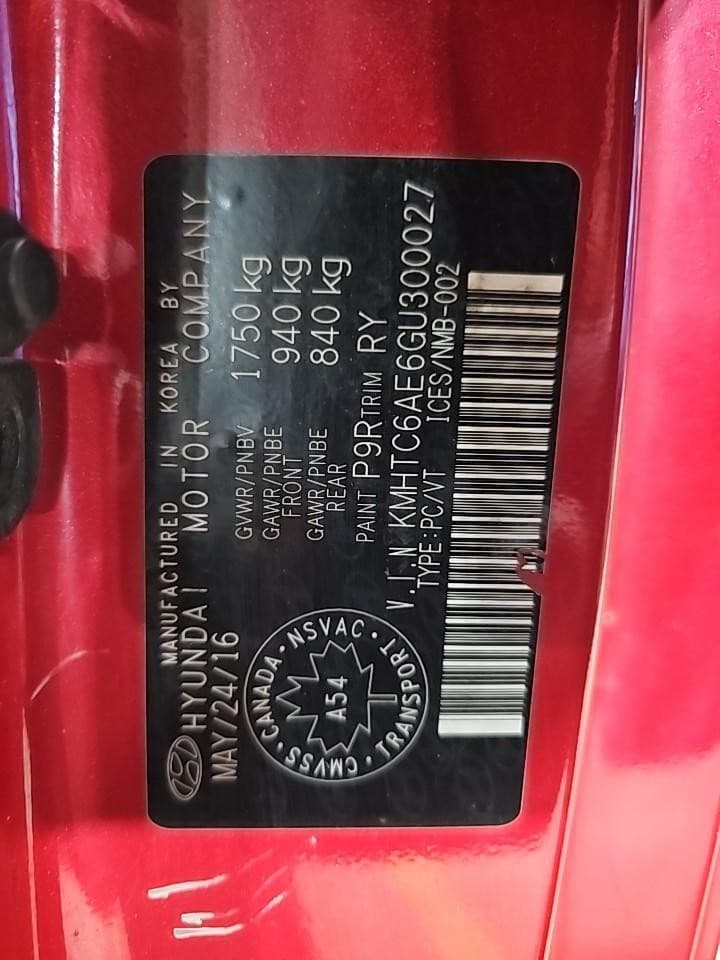 MANUFACTURED IN KOREA BY
HYUNDAI MOTOR COMPANY
MAY/24/16
GVWR/PNBV 1750 kg
GAWR/PNBE FRONT 940 kg
GAWR/PNBE REAR 840 kg
PAINT P9R TRIM RY
V.I.N KMHTC6AE6GU300027
TYPE:PC/VT ICES/NMB-002
CMVSS • CANADA • NSVAC • TRANSPORT •
A54